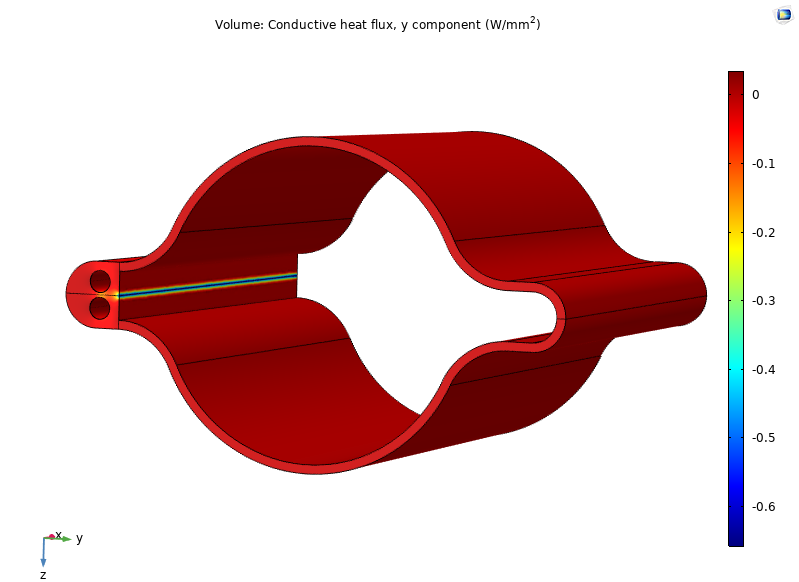 Volume: Conductive heat flux, y component (W/mm²)
0
-0.1
-0.2
-0.3
-0.4
-0.5
-0.6
x
y
z